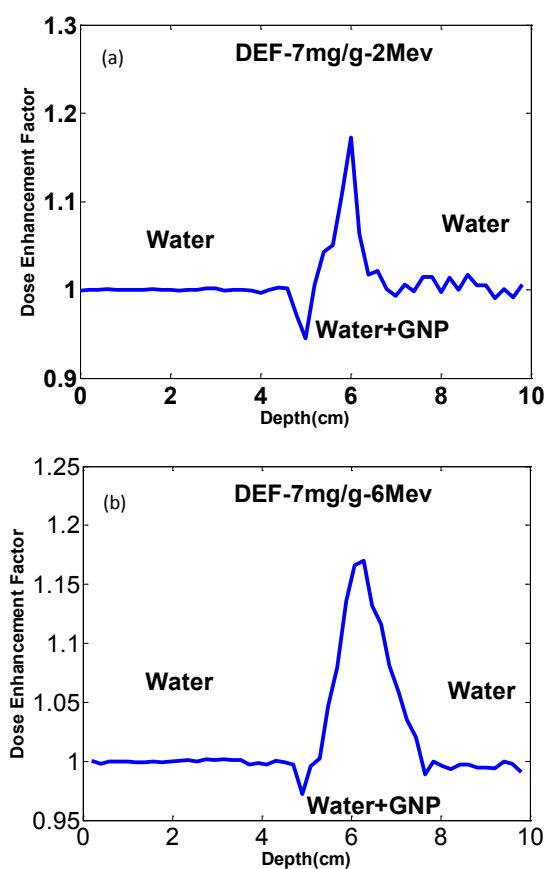 (a)
DEF-7mg/g-2Mev
1.3
1.2
1.1
1
0.9
Dose Enhancement Factor
Water
Water
Water+GNP
0 2 4 6 8 10
Depth(cm)
(b)
DEF-7mg/g-6Mev
1.25
1.2
1.15
1.1
1.05
1
0.95
Dose Enhancement Factor
Water
Water
Water+GNP
0 2 4 6 8 10
Depth(cm)